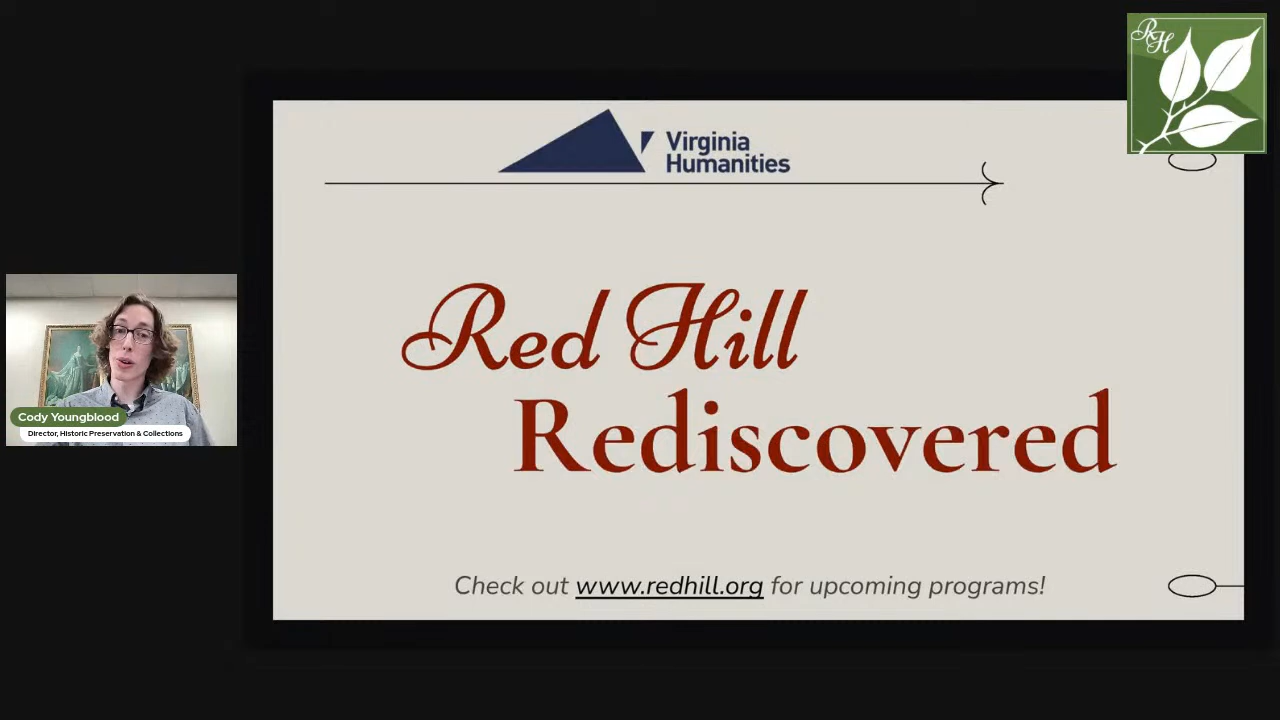 RH
Virginia
Humanities
Red Hill
Rediscovered
Cody Youngblood
Director, Historic Preservation & Collections
Check out www.redhill.org for upcoming programs!